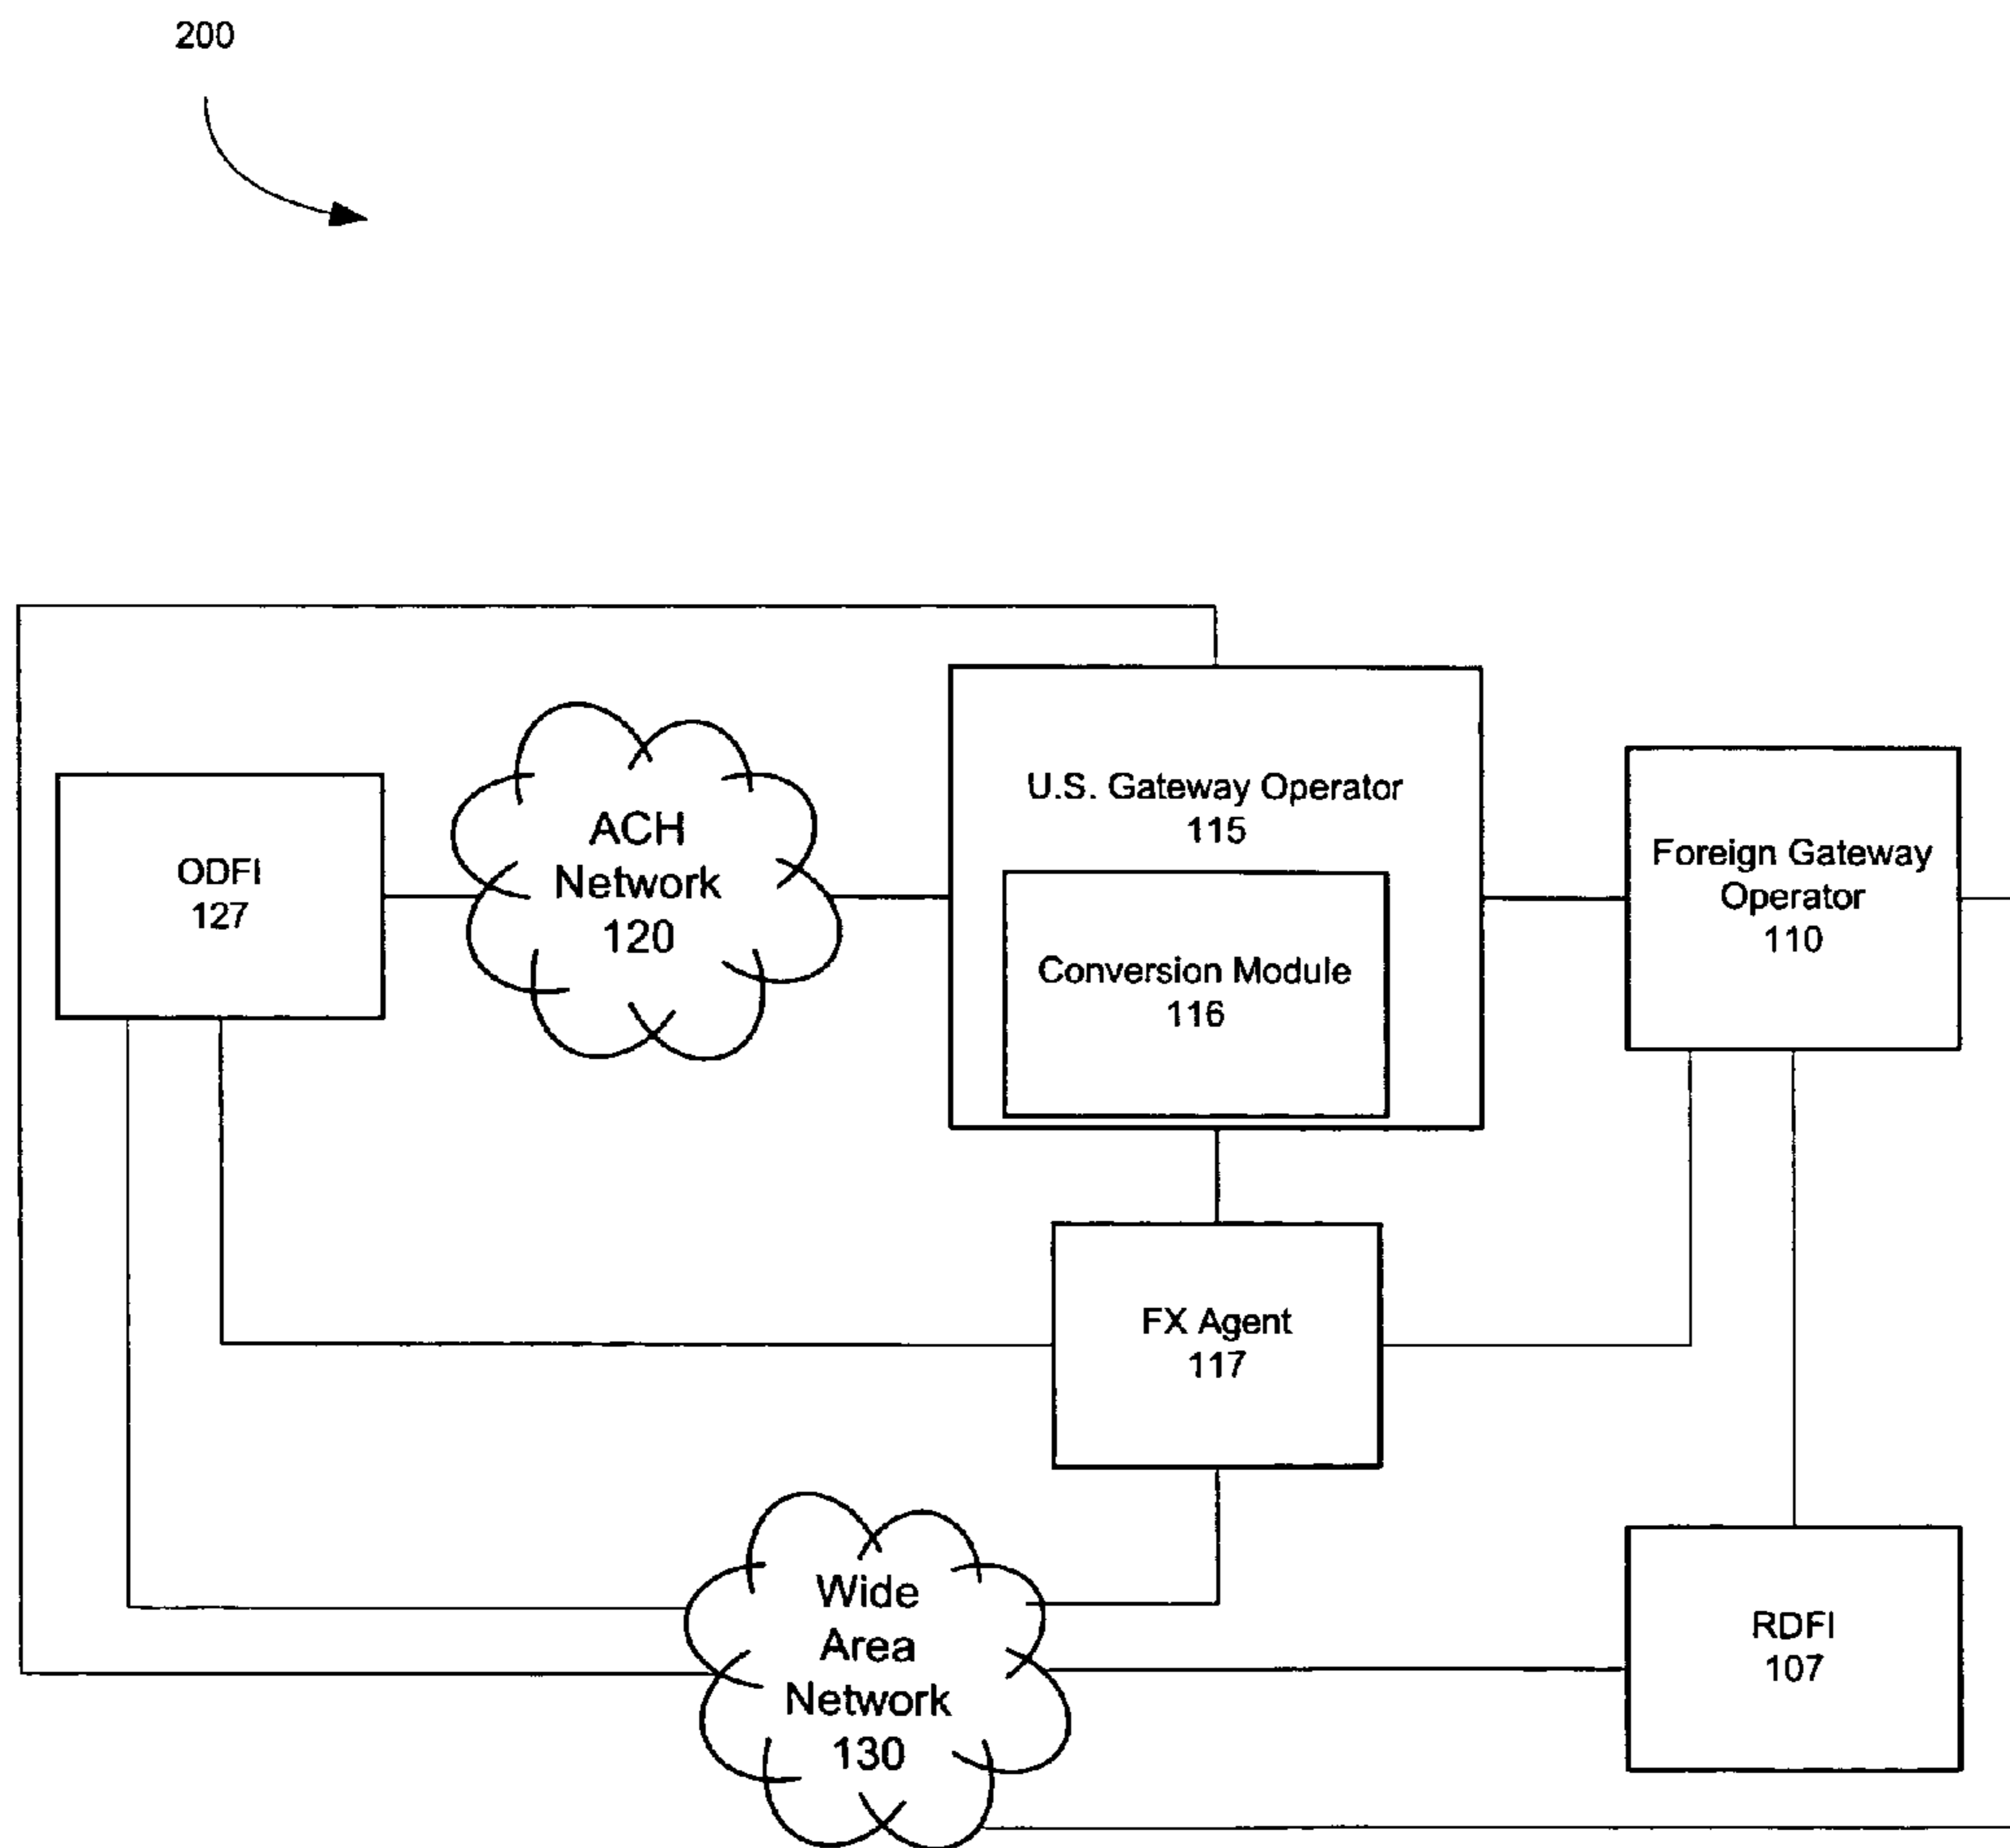 200
U.S. Gateway Operator
115
ACH
Network
120
ODFI
127
Foreign Gateway
Operator
110
Conversion Module
116
FX Agent
117
Wide
Area
Network
130
RDFI
107